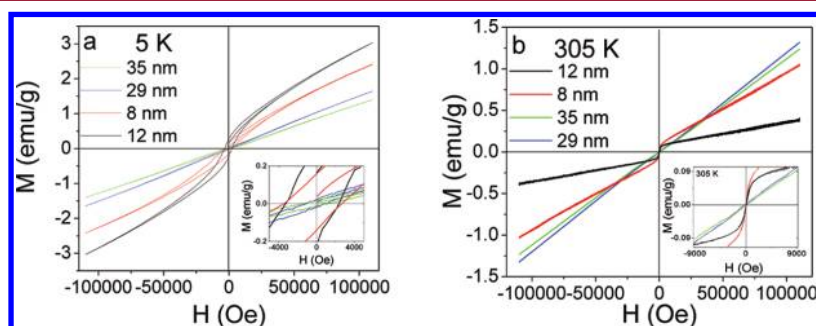 a 5 K
35 nm
29 nm
8 nm
12 nm
M (emu/g)
3
2
1
0
-1
-2
-3
-100000 -50000 0 50000 100000
H (Oe)
M (emu/g)
0.2
0.0
-0.2
-4000 0 4000
H (Oe)
b 305 K
12 nm
8 nm
35 nm
29 nm
M (emu/g)
1.5
1.0
0.5
0.0
-0.5
-1.0
-1.5
-100000 -50000 0 50000 100000
H (Oe)
305 K
M (emu/g)
0.09
0.00
-0.09
-9000 0 9000
H (Oe)